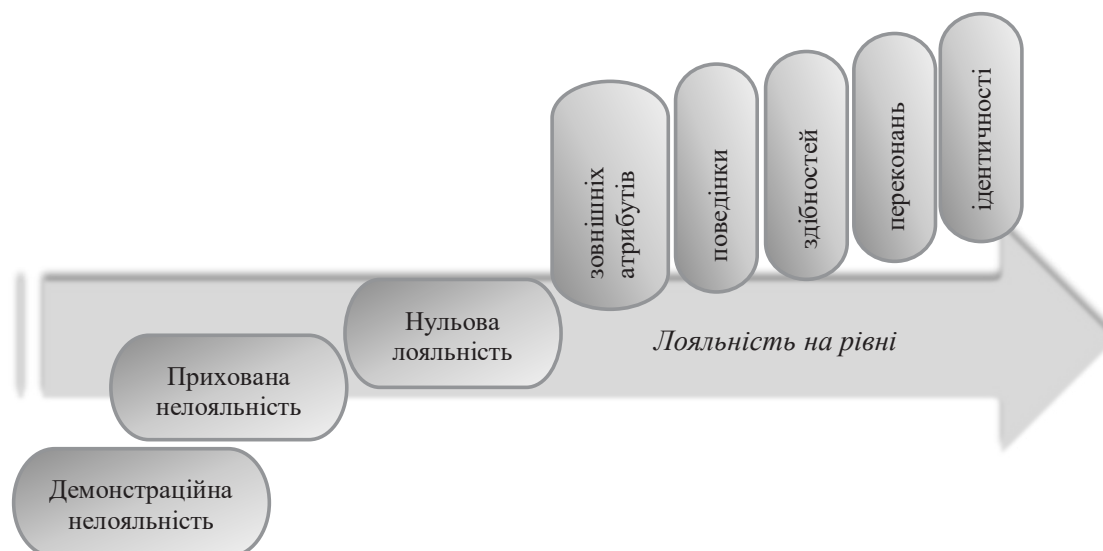 Демонстраційна
нелояльність
Прихована
нелояльність
Нульова
лояльність
Лояльність на рівні
зовнішніх
атрибутів
поведінки
здібностей
переконань
ідентичності